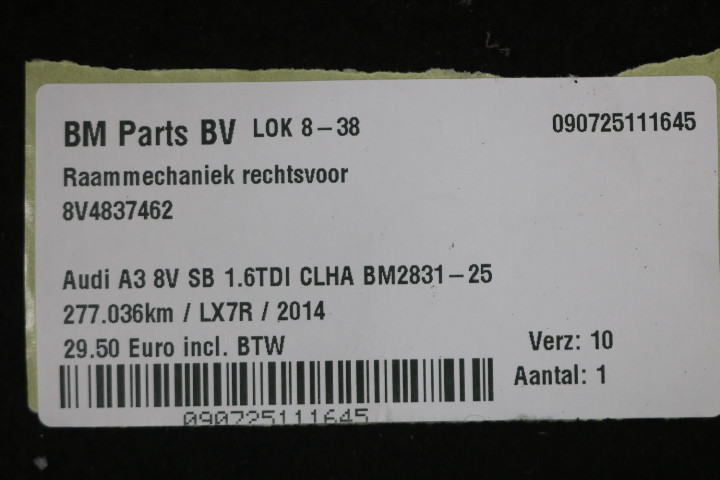 BM Parts BV LOK 8-38 090725111645
Raammechaniek rechtsvoor
8V4837462
Audi A3 8V SB 1.6TDI CLHA BM2831-25
277.036km / LX7R / 2014
29.50 Euro incl. BTW Verz: 10
Aantal: 1
090725111645